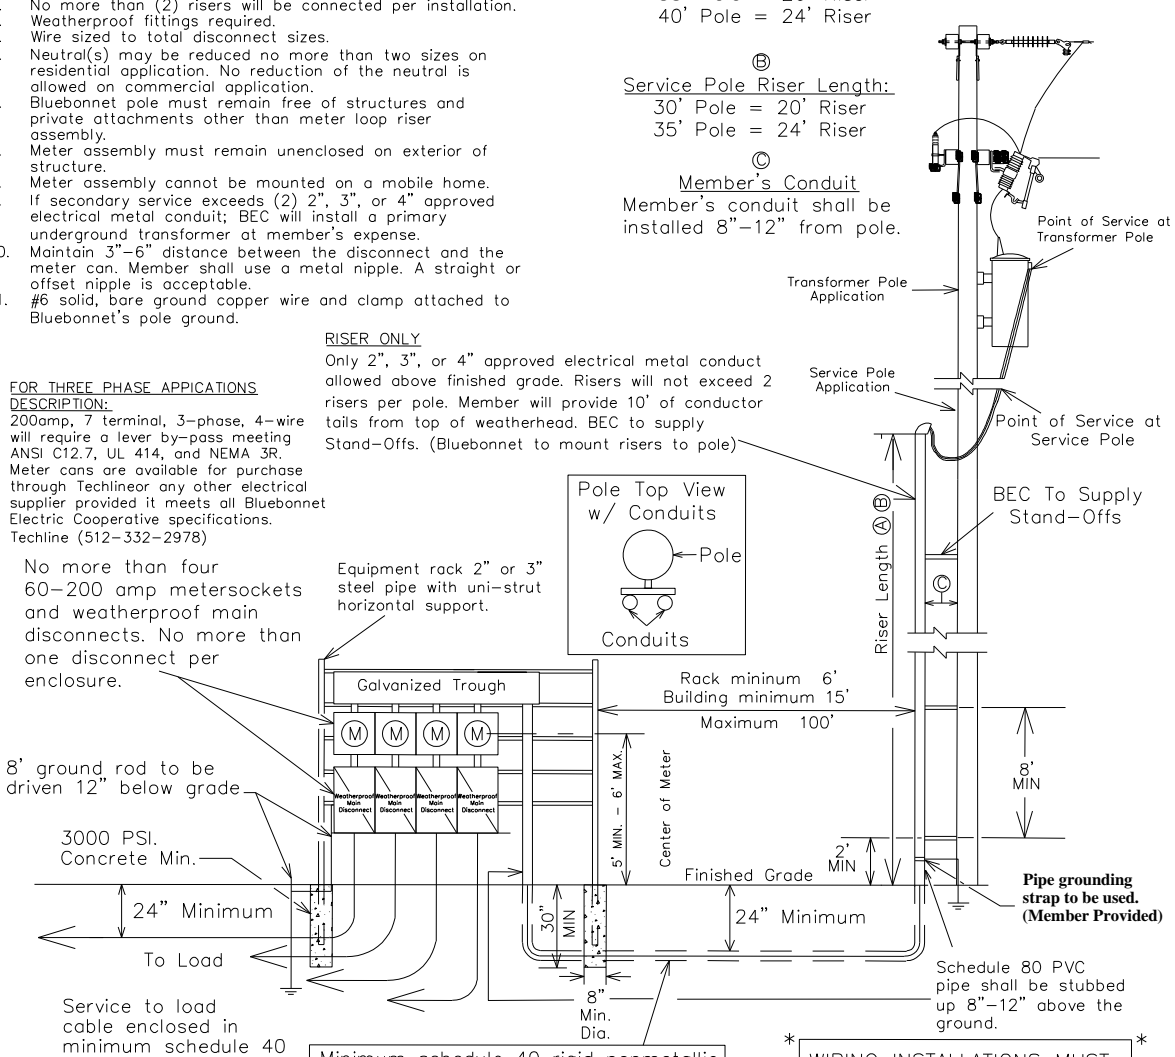 . No more than (2) risers will be connected per installation.
. Weatherproof fittings required.
. Wire sized to total disconnect sizes.
. Neutral(s) may be reduced no more than two sizes on
residential application. No reduction of the neutral is
allowed on commercial application.
. Bluebonnet pole must remain free of structures and
private attachments other than meter loop riser
assembly.
. Meter assembly must remain unenclosed on exterior of
structure.
. Meter assembly cannot be mounted on a mobile home.
. If secondary service exceeds (2) 2", 3", or 4" approved
electrical metal conduit; BEC will install a primary
underground transformer at member's expense.
0. Maintain 3"-6" distance between the disconnect and the
meter can. Member shall use a metal nipple. A straight or
offset nipple is acceptable.
. #6 solid, bare ground copper wire and clamp attached to
Bluebonnet's pole ground.
40' Pole = 24' Riser
B
Service Pole Riser Length:
30' Pole = 20' Riser
35' Pole = 24' Riser
C
Member's Conduit
Member's conduit shall be
installed 8"-12" from pole.
Point of Service at
Transformer Pole
Transformer Pole
Application
Service Pole
Application
Point of Service at
Service Pole
RISER ONLY
Only 2", 3", or 4" approved electrical metal conduct
allowed above finished grade. Risers will not exceed 2
risers per pole. Member will provide 10' of conductor
tails from top of weatherhead. BEC to supply
Stand-Offs. (Bluebonnet to mount risers to pole)
FOR THREE PHASE APPICATIONS
DESCRIPTION:
200amp, 7 terminal, 3-phase, 4-wire
will require a lever by-pass meeting
ANSI C12.7, UL 414, and NEMA 3R.
Meter cans are available for purchase
through Techlineor any other electrical
supplier provided it meets all Bluebonnet
Electric Cooperative specifications.
Techline (512-332-2978)
Pole Top View
w/ Conduits
Pole
Conduits
BEC To Supply
Stand-Offs
Riser Length A B
C
No more than four
60-200 amp metersockets
and weatherproof main
disconnects. No more than
one disconnect per
enclosure.
Equipment rack 2" or 3"
steel pipe with uni-strut
horizontal support.
Galvanized Trough
M M M M
Weatherproof Main Disconnect
Weatherproof Main Disconnect
Weatherproof Main Disconnect
Weatherproof Main Disconnect
Rack mininum 6'
Building minimum 15'
Maximum 100'
8' ground rod to be
driven 12" below grade
3000 PSI.
Concrete Min.
5' MIN. - 6' MAX.
Center of Meter
8'
MIN
2'
MIN
Finished Grade
Pipe grounding
strap to be used.
(Member Provided)
24" Minimum
30"
MIN
24" Minimum
To Load
8"
Min.
Dia.
Schedule 80 PVC
pipe shall be stubbed
up 8"-12" above the
ground.
Service to load
cable enclosed in
minimum schedule 40
Minimum schedule 40 rigid nonmetallic
* WIRING INSTALLATIONS MUST *